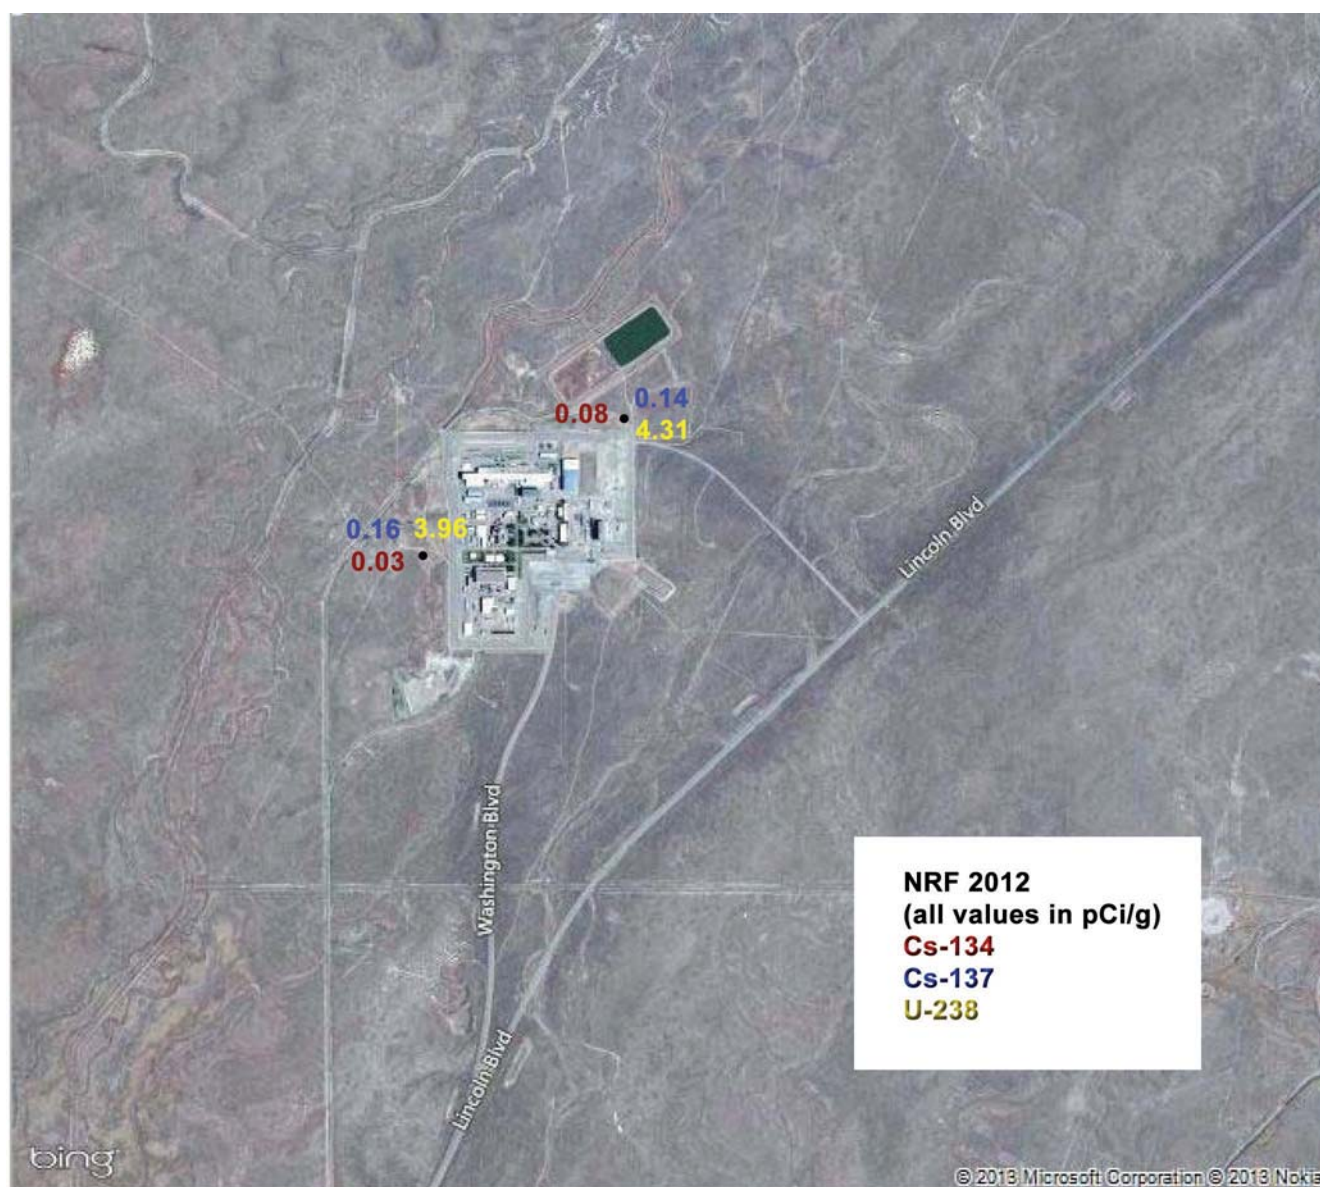 0.08
0.14
4.31
0.16 3.96
0.03
Lincoln Blvd
Washington Blvd
NRF 2012
(all values in pCi/g)
Cs-134
Cs-137
U-238
Lincoln Blvd
bing
© 2013 Microsoft Corporation © 2013 Nokia